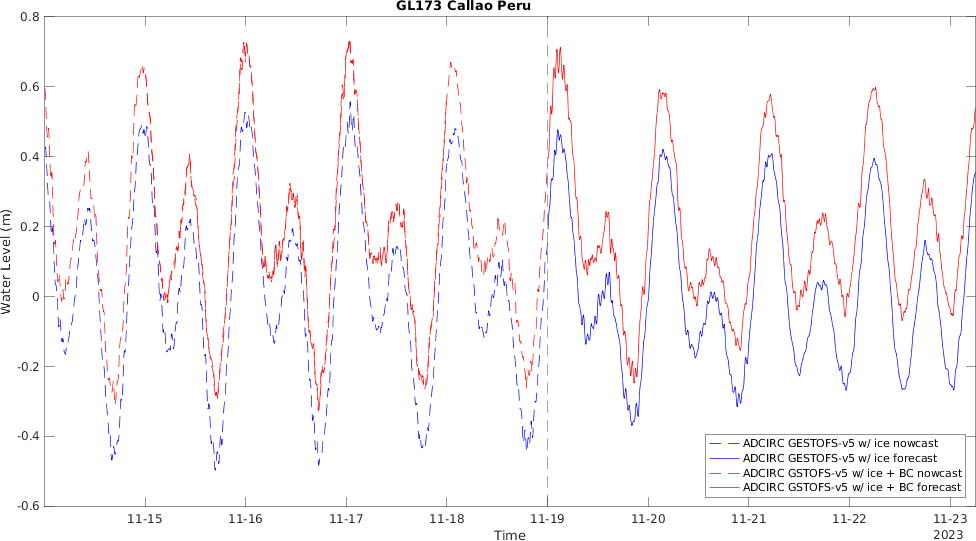 GL173 Callao Peru
0.8
0.6
0.4
0.2
0
-0.2
-0.4
-0.6
Water Level (m)
ADCIRC GESTOFS-v5 w/ ice nowcast
ADCIRC GESTOFS-v5 w/ ice forecast
ADCIRC GSTOFS-v5 w/ ice + BC nowcast
ADCIRC GSTOFS-v5 w/ ice + BC forecast
11-15 11-16 11-17 11-18 11-19 11-20 11-21 11-22 11-23
Time 2023